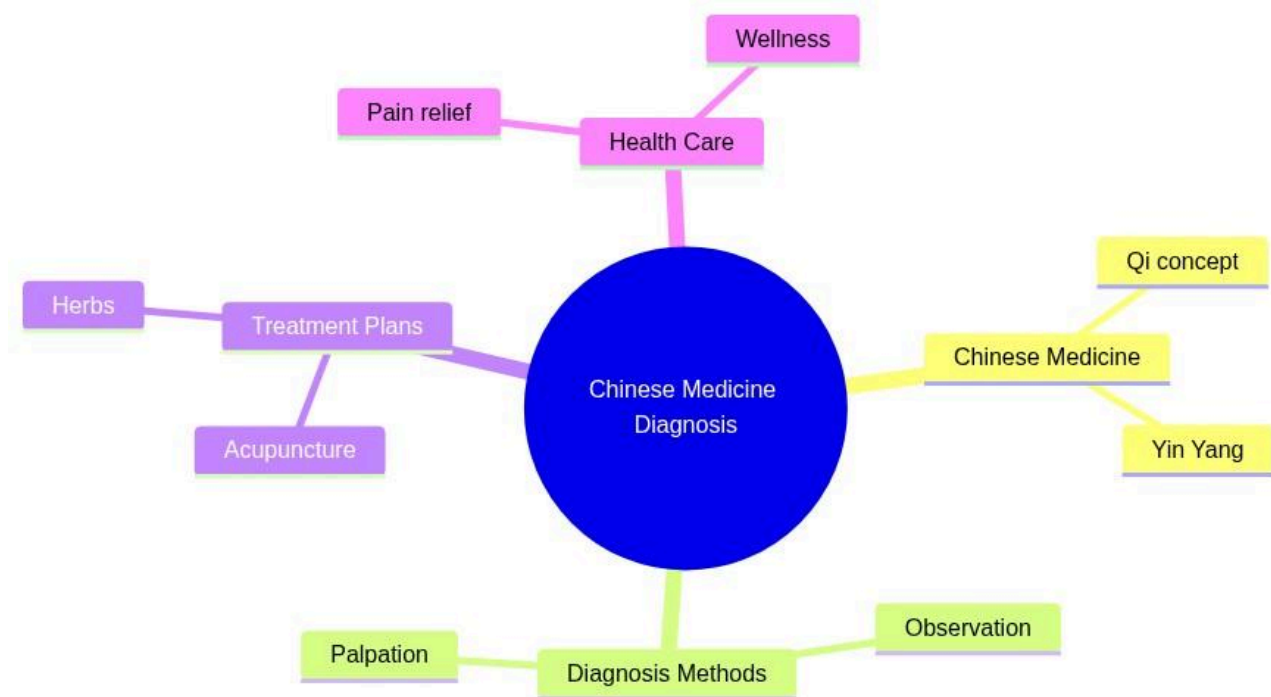 Wellness
Pain relief
Health Care
Qi concept
Herbs
Treatment Plans
Chinese Medicine
Chinese Medicine
Diagnosis
Acupuncture
Yin Yang
Observation
Palpation
Diagnosis Methods